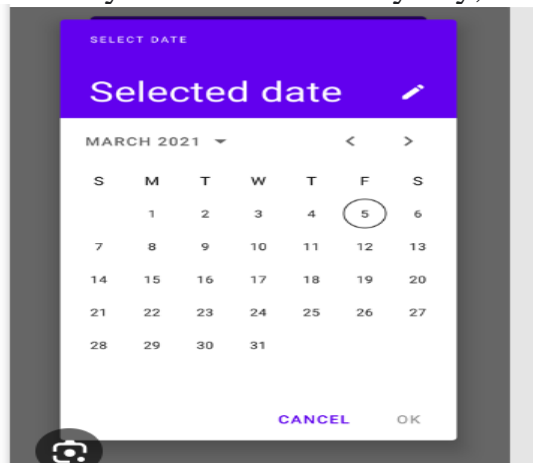 SELECT DATE
Selected date
MARCH 2021
S M T W T F S
1 2 3 4 5 6
7 8 9 10 11 12 13
14 15 16 17 18 19 20
21 22 23 24 25 26 27
28 29 30 31
CANCEL OK